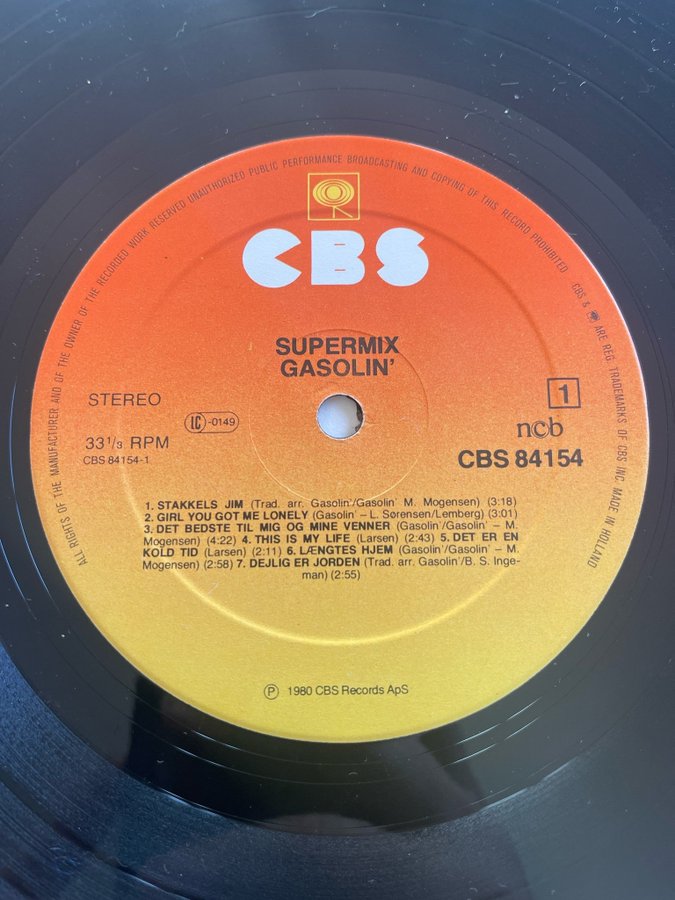 ALL RIGHTS OF THE MANUFACTURER AND OF THE OWNER OF THE RECORDED WORK RESERVED UNAUTHORIZED PUBLIC PERFORMANCE BROADCASTING AND COPYING OF THIS RECORD PROHIBITED
CBS & ARE REG. TRADEMARKS OF CBS INC. MADE IN HOLLAND
CBS
SUPERMIX
GASOLIN'
STEREO
LC -0149
1
33 1/3 RPM
ncb
CBS 84154-1
CBS 84154
1. STAKKELS JIM (Trad. arr. Gasolin'/Gasolin' M. Mogensen) (3:18)
2. GIRL YOU GOT ME LONELY (Gasolin' – L. Sørensen/Lemberg) (3:01)
3. DET BEDSTE TIL MIG OG MINE VENNER (Gasolin'/Gasolin' – M.
Mogensen) (4:22) 4. THIS IS MY LIFE (Larsen) (2:43) 5. DET ER EN
KOLD TID (Larsen) (2:11) 6. LÆNGTES HJEM (Gasolin'/Gasolin' – M.
Mogensen) (2:58) 7. DEJLIG ER JORDEN (Trad. arr. Gasolin'/B. S. Inge-
man) (2:55)
Ⓟ 1980 CBS Records ApS